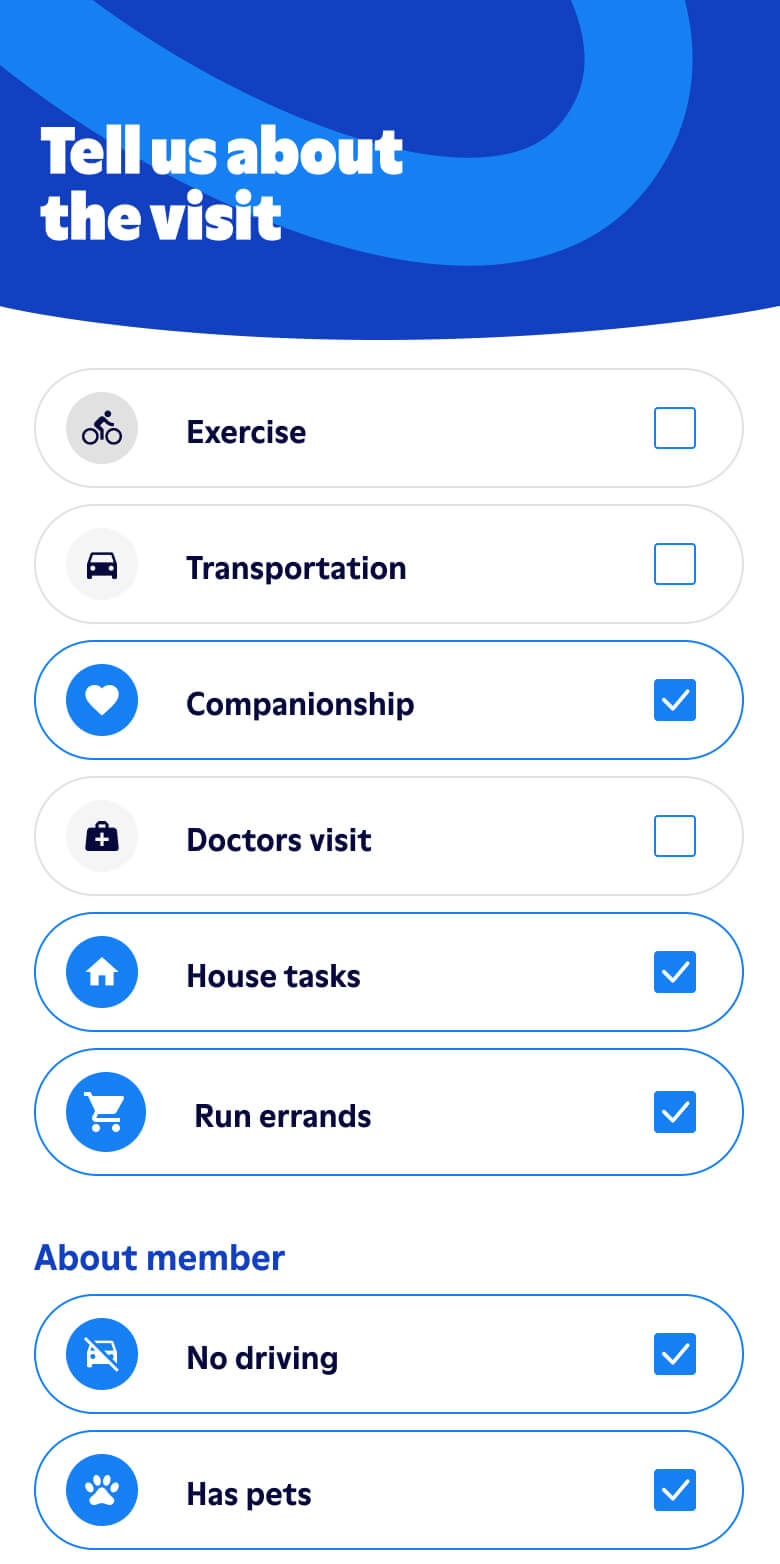 Tell us about
the visit
Exercise
Transportation
Companionship
Doctors visit
House tasks
Run errands
About member
No driving
Has pets